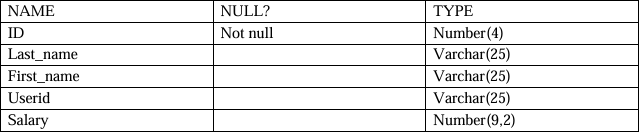 NAME NULL? TYPE
ID Not null Number(4)
Last_name Varchar(25)
First_name Varchar(25)
Userid Varchar(25)
Salary Number(9,2)